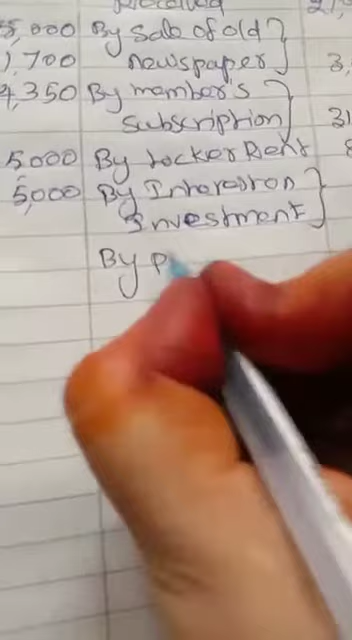 5,000 By sale of old
1,700 newspaper
4,350 By member's
subscription
5,000 By Locker Rent
5,000 By Interest on
Investment
By P